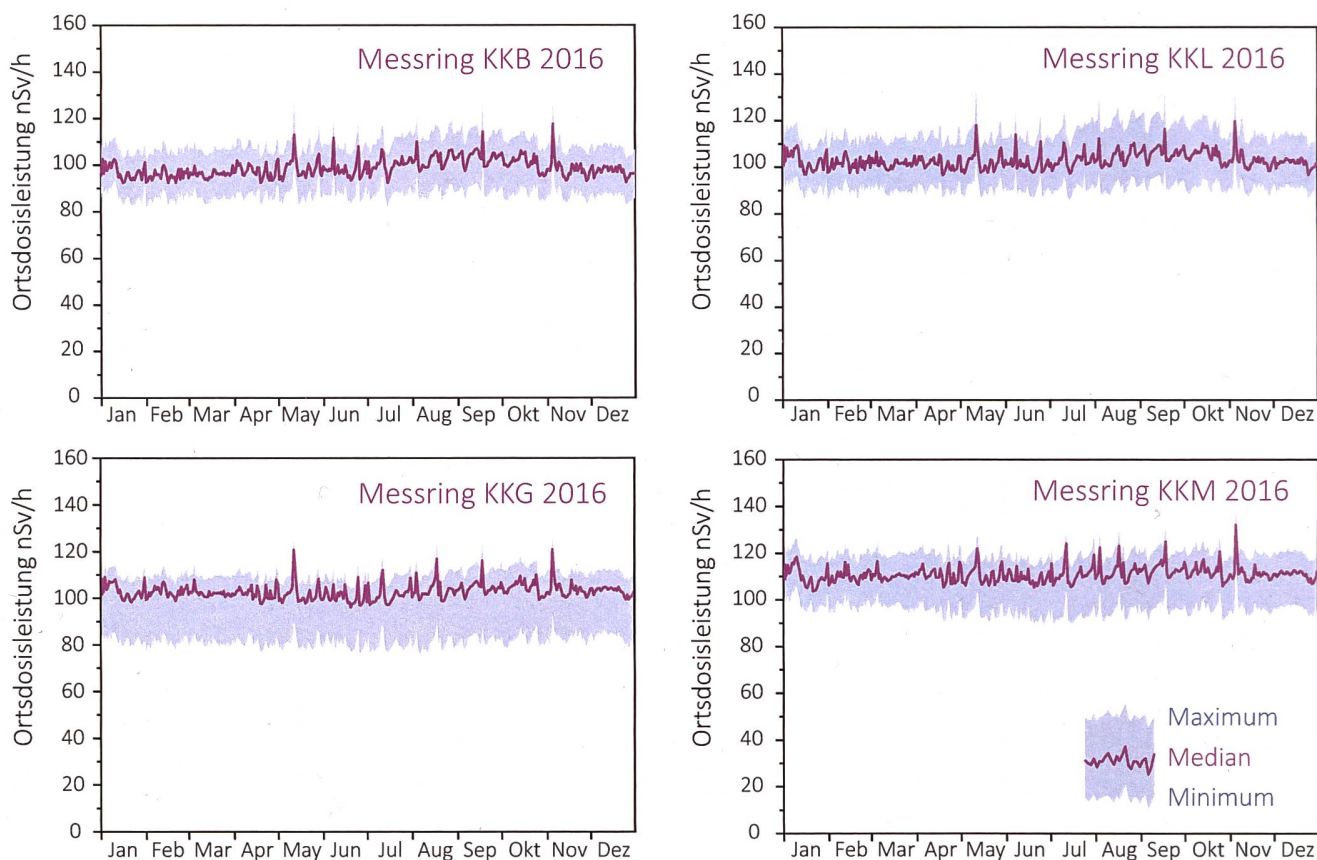 Messring KKB 2016
Ortsdosisleistung nSv/h
160
140
120
100
80
60
40
20
0
Jan Feb Mar Apr May Jun Jul Aug Sep Okt Nov Dez
Messring KKL 2016
Ortsdosisleistung nSv/h
160
140
120
100
80
60
40
20
0
Jan Feb Mar Apr May Jun Jul Aug Sep Okt Nov Dez
Messring KKG 2016
Ortsdosisleistung nSv/h
160
140
120
100
80
60
40
20
0
Jan Feb Mar Apr May Jun Jul Aug Sep Okt Nov Dez
Messring KKM 2016
Ortsdosisleistung nSv/h
160
140
120
100
80
60
40
20
0
Jan Feb Mar Apr May Jun Jul Aug Sep Okt Nov Dez
Maximum
Median
Minimum